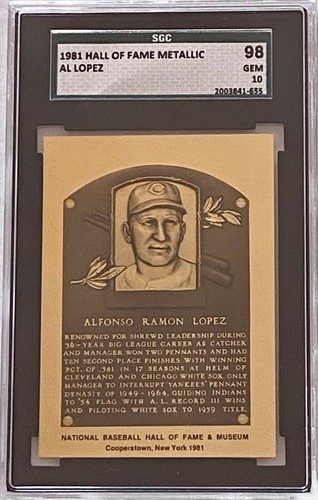 SGC
1981 HALL OF FAME METALLIC
AL LOPEZ
98
GEM
10
2003841-655
ALFONSO RAMON LOPEZ
RENOWNED FOR SHREWD LEADERSHIP DURING
36-YEAR BIG LEAGUE CAREER AS CATCHER
AND MANAGER. WON TWO PENNANTS AND HAD
TEN SECOND-PLACE FINISHES WITH WINNING
PCT. OF .581 IN 17 SEASONS AT HELM OF
CLEVELAND AND CHICAGO WHITE SOX. ONLY
MANAGER TO INTERRUPT YANKEES' PENNANT
DYNASTY OF 1949-1964, GUIDING INDIANS
TO '54 FLAG WITH A.L. RECORD 111 WINS
AND PILOTING WHITE SOX TO 1959 TITLE.
NATIONAL BASEBALL HALL OF FAME & MUSEUM
Cooperstown, New York 1981